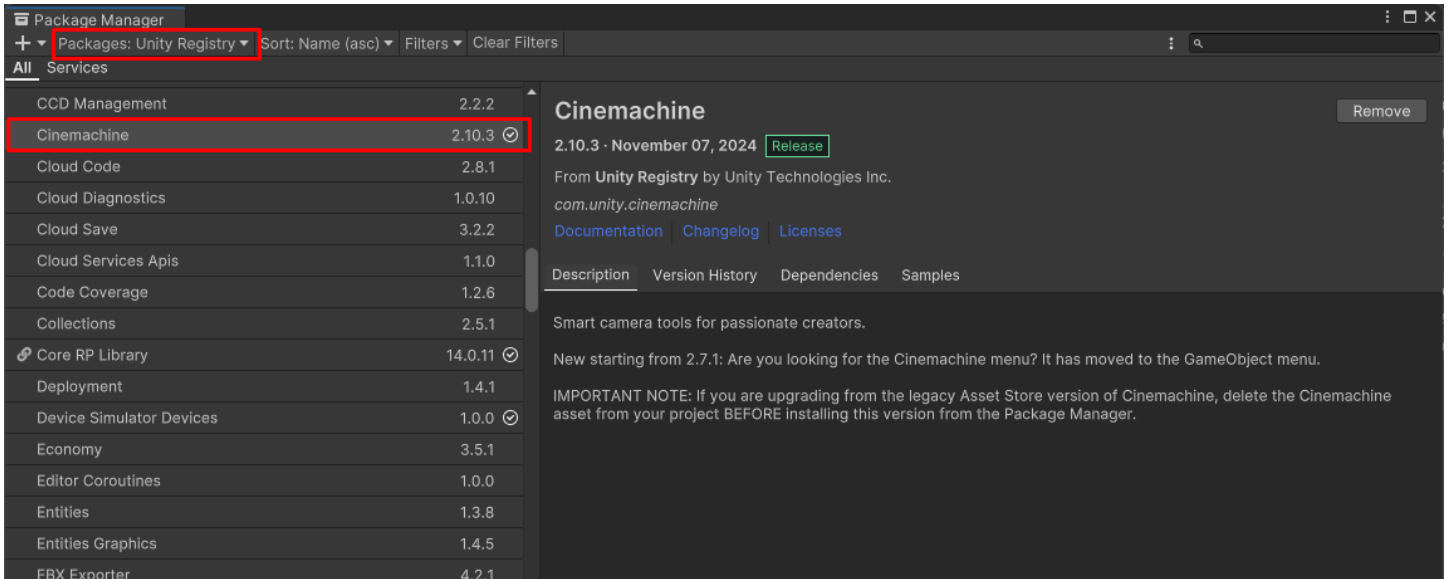 Package Manager
Packages: Unity Registry Sort: Name (asc) Filters Clear Filters
All Services
CCD Management 2.2.2
Cinemachine 2.10.3
Cloud Code 2.8.1
Cloud Diagnostics 1.0.10
Cloud Save 3.2.2
Cloud Services Apis 1.1.0
Code Coverage 1.2.6
Collections 2.5.1
Core RP Library 14.0.11
Deployment 1.4.1
Device Simulator Devices 1.0.0
Economy 3.5.1
Editor Coroutines 1.0.0
Entities 1.3.8
Entities Graphics 1.4.5
FBX Exporter 4.2.1
Cinemachine Remove
2.10.3 · November 07, 2024 Release
From Unity Registry by Unity Technologies Inc.
com.unity.cinemachine
Documentation Changelog Licenses
Description Version History Dependencies Samples
Smart camera tools for passionate creators.
New starting from 2.7.1: Are you looking for the Cinemachine menu? It has moved to the GameObject menu.
IMPORTANT NOTE: If you are upgrading from the legacy Asset Store version of Cinemachine, delete the Cinemachine
asset from your project BEFORE installing this version from the Package Manager.